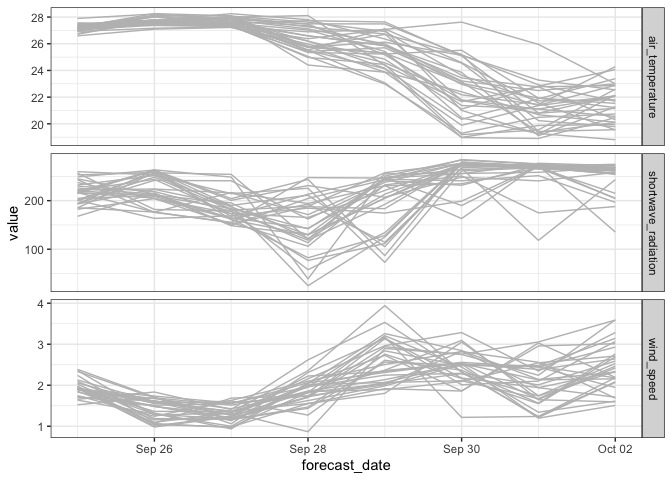 28
26
24
22
20
air_temperature
200
100
shortwave_radiation
4
3
2
1
wind_speed
value
Sep 26
Sep 28
Sep 30
Oct 02
forecast_date